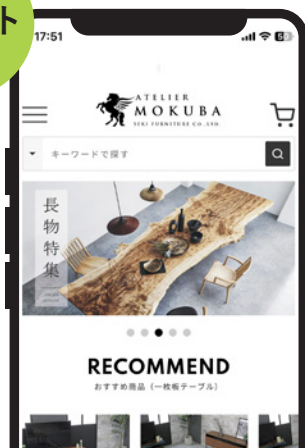 ト
17:51
60
ATELIER
MOKUBA
SEKI FURNITURE CO.,LTD.
キーワードで探す
長物特集
RECOMMEND
おすすめ商品（一枚板テーブル）